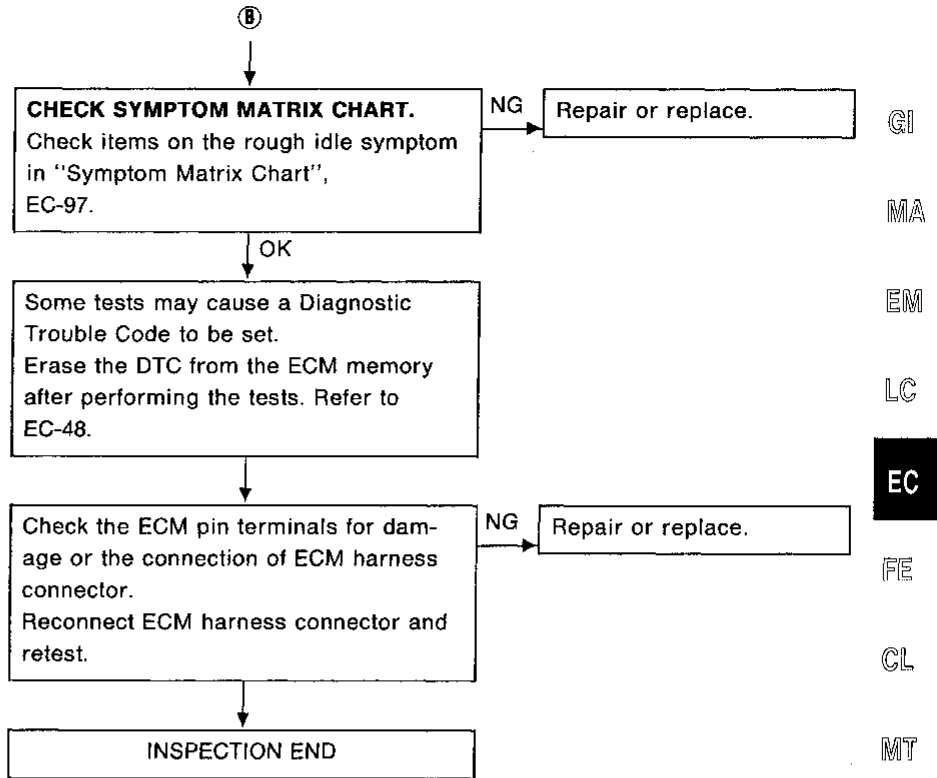 B
CHECK SYMPTOM MATRIX CHART.
Check items on the rough idle symptom
in "Symptom Matrix Chart",
EC-97.
NG
Repair or replace.
OK
Some tests may cause a Diagnostic
Trouble Code to be set.
Erase the DTC from the ECM memory
after performing the tests. Refer to
EC-48.
Check the ECM pin terminals for dam-
age or the connection of ECM harness
connector.
Reconnect ECM harness connector and
retest.
NG
Repair or replace.
INSPECTION END
GI
MA
EM
LC
EC
FE
CL
MT